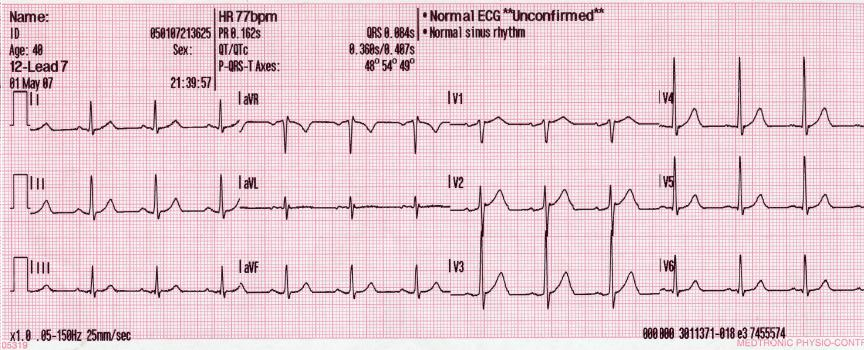 Name:
ID 050107213625
Age: 40 Sex:
12-Lead 7
01 May 07 21:39:57
HR 77bpm
PR 0.162s QRS 0.084s
QT/QTc 0.360s/0.407s
P-QRS-T Axes: 48° 54° 49°
• Normal ECG **Unconfirmed**
• Normal sinus rhythm
I aVR V1 V4
II aVL V2 V5
III aVF V3 V6
x1.0 .05-150Hz 25mm/sec 000 000 3011371-018 e3 7455574
05319 MEDTRONIC PHYSIO-CONT